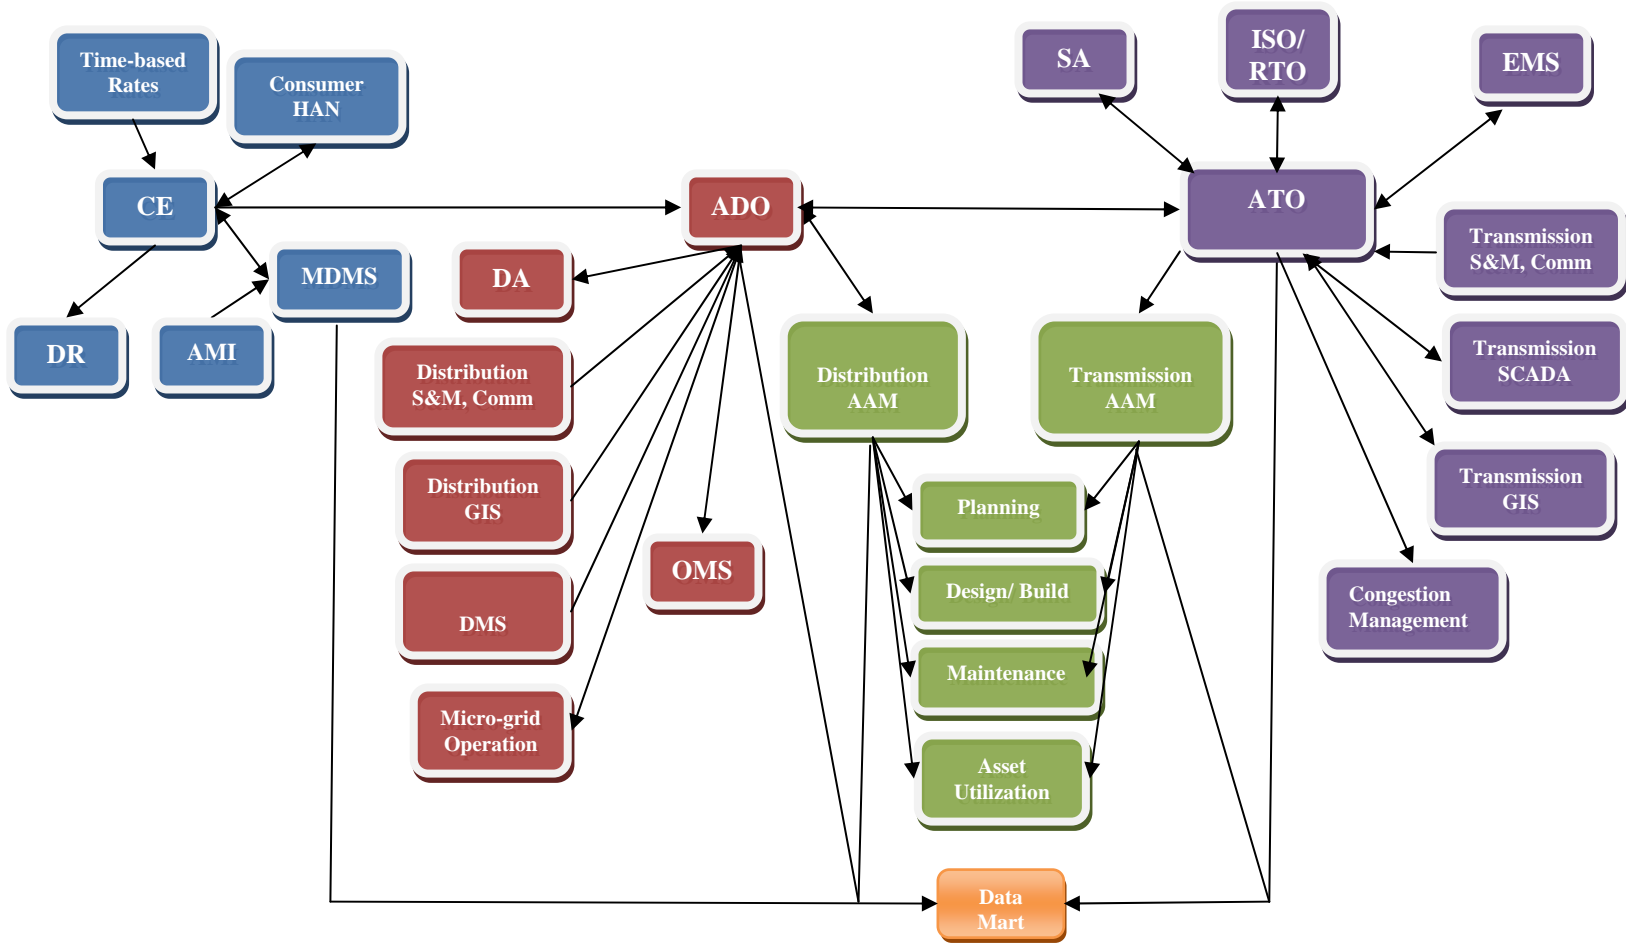 Time-based
Rates
Consumer
HAN
SA
ISO/
RTO
EMS
CE
ADO
ATO
Transmission
S&M, Comm
MDMS
DA
DR
AMI
Distribution
S&M, Comm
Distribution
AAM
Transmission
AAM
Transmission
SCADA
Distribution
GIS
Planning
Transmission
GIS
OMS
Design/ Build
Congestion
Management
DMS
Maintenance
Micro-grid
Operation
Asset
Utilization
Data
Mart